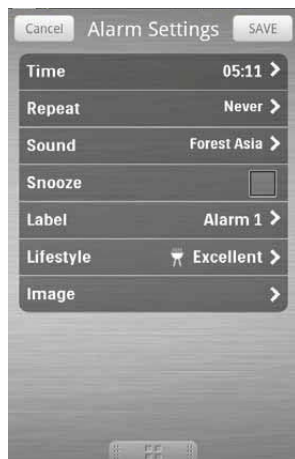 Cancel Alarm Settings SAVE
Time 05:11
Repeat Never
Sound Forest Asia
Snooze
Label Alarm 1
Lifestyle Excellent
Image